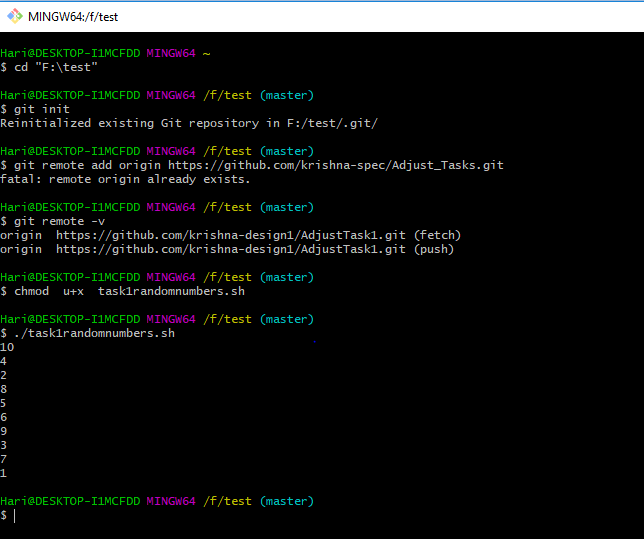 MINGW64:/f/test
Hari@DESKTOP-I1MCFDD MINGW64 ~
$ cd "F:\test"
Hari@DESKTOP-I1MCFDD MINGW64 /f/test (master)
$ git init
Reinitialized existing Git repository in F:/test/.git/
Hari@DESKTOP-I1MCFDD MINGW64 /f/test (master)
$ git remote add origin https://github.com/krishna-spec/Adjust_Tasks.git
fatal: remote origin already exists.
Hari@DESKTOP-I1MCFDD MINGW64 /f/test (master)
$ git remote -v
origin  https://github.com/krishna-design1/AdjustTask1.git (fetch)
origin  https://github.com/krishna-design1/AdjustTask1.git (push)
Hari@DESKTOP-I1MCFDD MINGW64 /f/test (master)
$ chmod  u+x  task1randomnumbers.sh
Hari@DESKTOP-I1MCFDD MINGW64 /f/test (master)
$ ./task1randomnumbers.sh
10
4
2
8
5
6
9
3
7
1
Hari@DESKTOP-I1MCFDD MINGW64 /f/test (master)
$